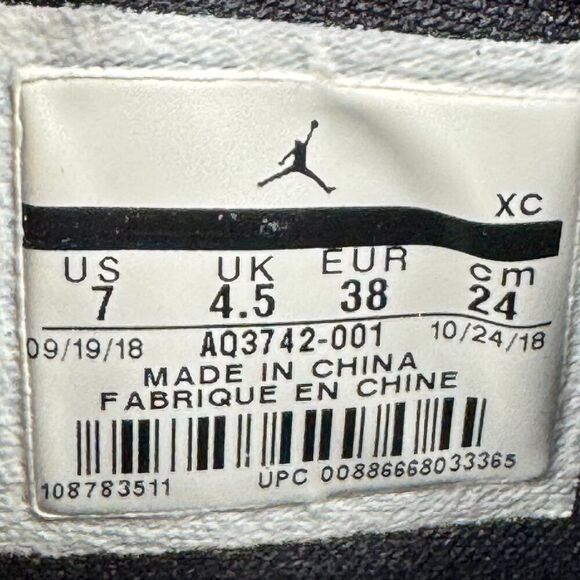 XC
US UK EUR cm
7 4.5 38 24
09/19/18 AQ3742-001 10/24/18
MADE IN CHINA
FABRIQUE EN CHINE
108783511 UPC 00886668033365